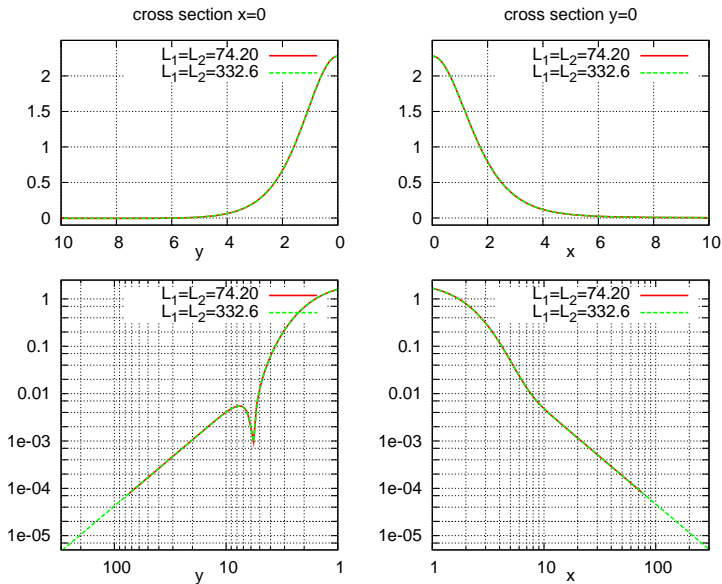 cross section x=0
cross section y=0
L₁=L₂=74.20
L₁=L₂=332.6
2
1.5
1
0.5
0
10
8
6
4
2
0
y
L₁=L₂=74.20
L₁=L₂=332.6
2
1.5
1
0.5
0
0
2
4
6
8
10
x
L₁=L₂=74.20
L₁=L₂=332.6
1
0.1
0.01
1e-03
1e-04
1e-05
100
10
1
y
L₁=L₂=74.20
L₁=L₂=332.6
1
0.1
0.01
1e-03
1e-04
1e-05
1
10
100
x